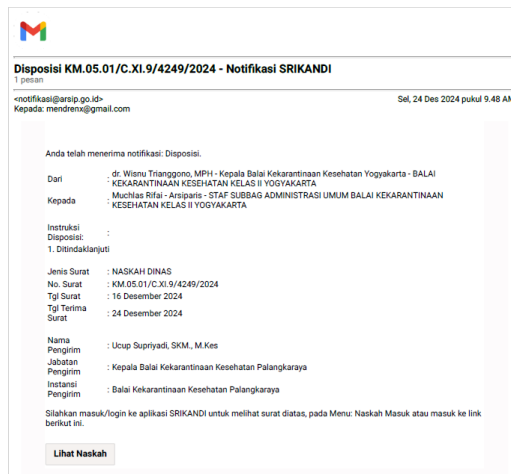 Disposisi KM.05.01/C.XI.9/4249/2024 - Notifikasi SRIKANDI
1 pesan
<notifikasi@arsip.go.id> Sel, 24 Des 2024 pukul 9.48 AM
Kepada: mendrenx@gmail.com
Anda telah menerima notifikasi: Disposisi.
Dari : dr. Wisnu Trianggono, MPH - Kepala Balai Kekarantinaan Kesehatan Yogyakarta - BALAI
KEKARANTINAAN KESEHATAN KELAS II YOGYAKARTA
Kepada : Muchlas Rifai - Arsiparis - STAF SUBBAG ADMINISTRASI UMUM BALAI KEKARANTINAAN
KESEHATAN KELAS II YOGYAKARTA
Instruksi
Disposisi: :
1. Ditindaklanjuti
Jenis Surat : NASKAH DINAS
No. Surat : KM.05.01/C.XI.9/4249/2024
Tgl Surat : 16 Desember 2024
Tgl Terima
Surat : 24 Desember 2024
Nama
Pengirim : Ucup Supriyadi, SKM., M.Kes
Jabatan
Pengirim : Kepala Balai Kekarantinaan Kesehatan Palangkaraya
Instansi
Pengirim : Balai Kekarantinaan Kesehatan Palangkaraya
Silahkan masuk/login ke aplikasi SRIKANDI untuk melihat surat diatas, pada Menu: Naskah Masuk atau masuk ke link
berikut ini.
Lihat Naskah